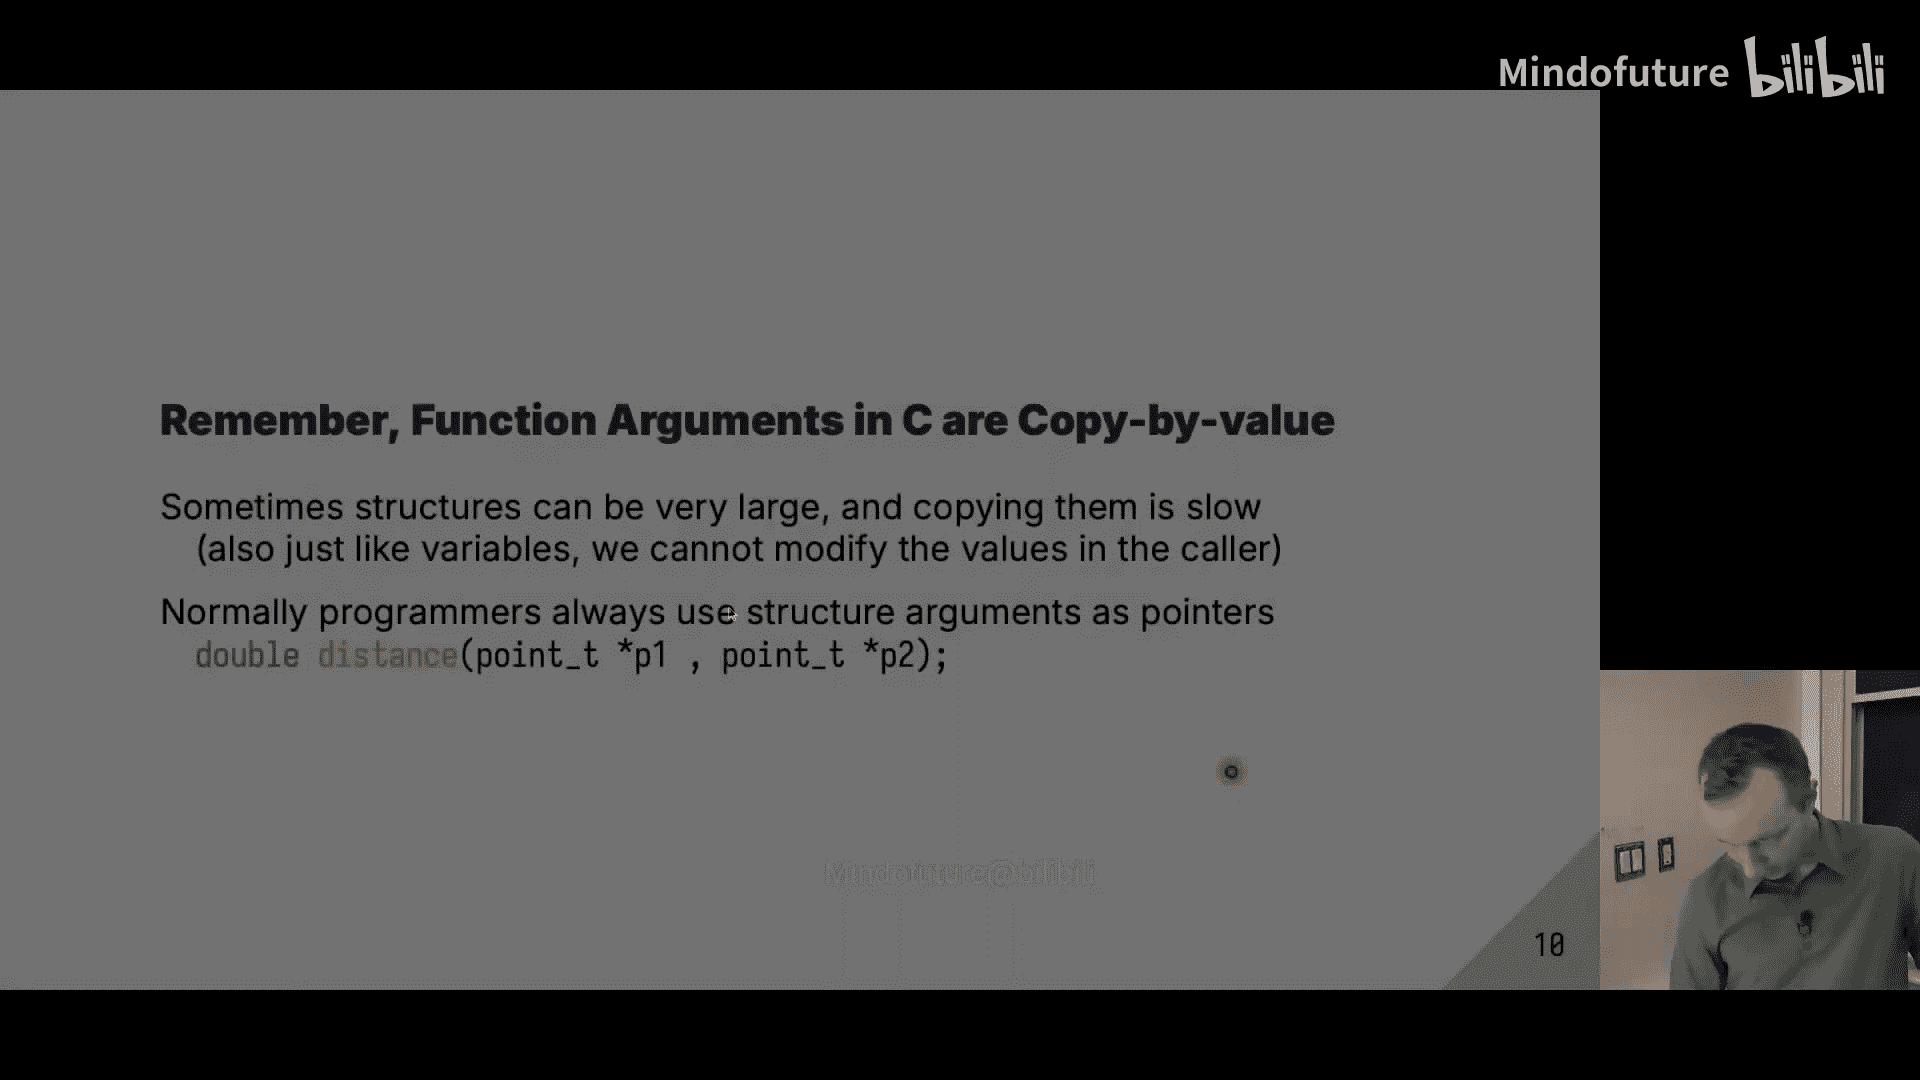 Mindofuture bilibili
Remember, Function Arguments in C are Copy-by-value
Sometimes structures can be very large, and copying them is slow
(also just like variables, we cannot modify the values in the caller)
Normally programmers always use structure arguments as pointers
double distance(point_t *p1 , point_t *p2);
Mindofuture@bilibili
10